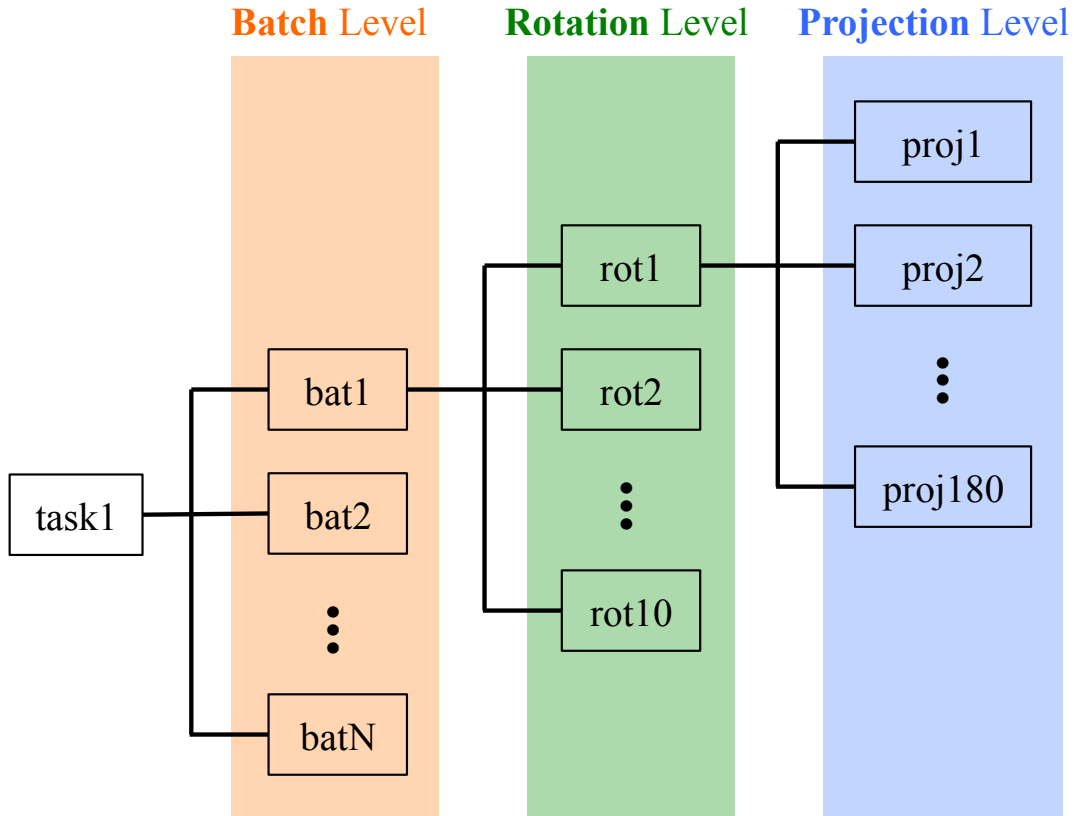 Batch Level
Rotation Level
Projection Level
proj1
rot1
proj2
bat1
rot2
task1
bat2
proj180
rot10
batN